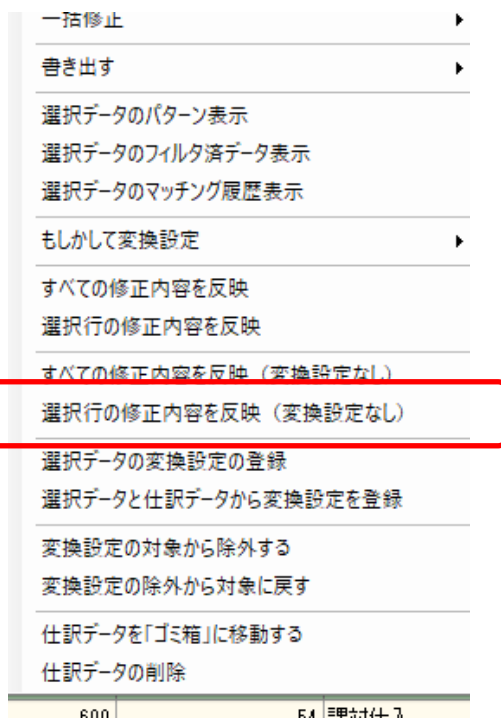 一括修正
書き出す
選択データのパターン表示
選択データのフィルタ済データ表示
選択データのマッチング履歴表示
もしかして変換設定
すべての修正内容を反映
選択行の修正内容を反映
すべての修正内容を反映（変換設定なし）
選択行の修正内容を反映（変換設定なし）
選択データの変換設定の登録
選択データと仕訳データから変換設定を登録
変換設定の対象から除外する
変換設定の除外から対象に戻す
仕訳データを「ゴミ箱」に移動する
仕訳データの削除
600 54 課対仕入